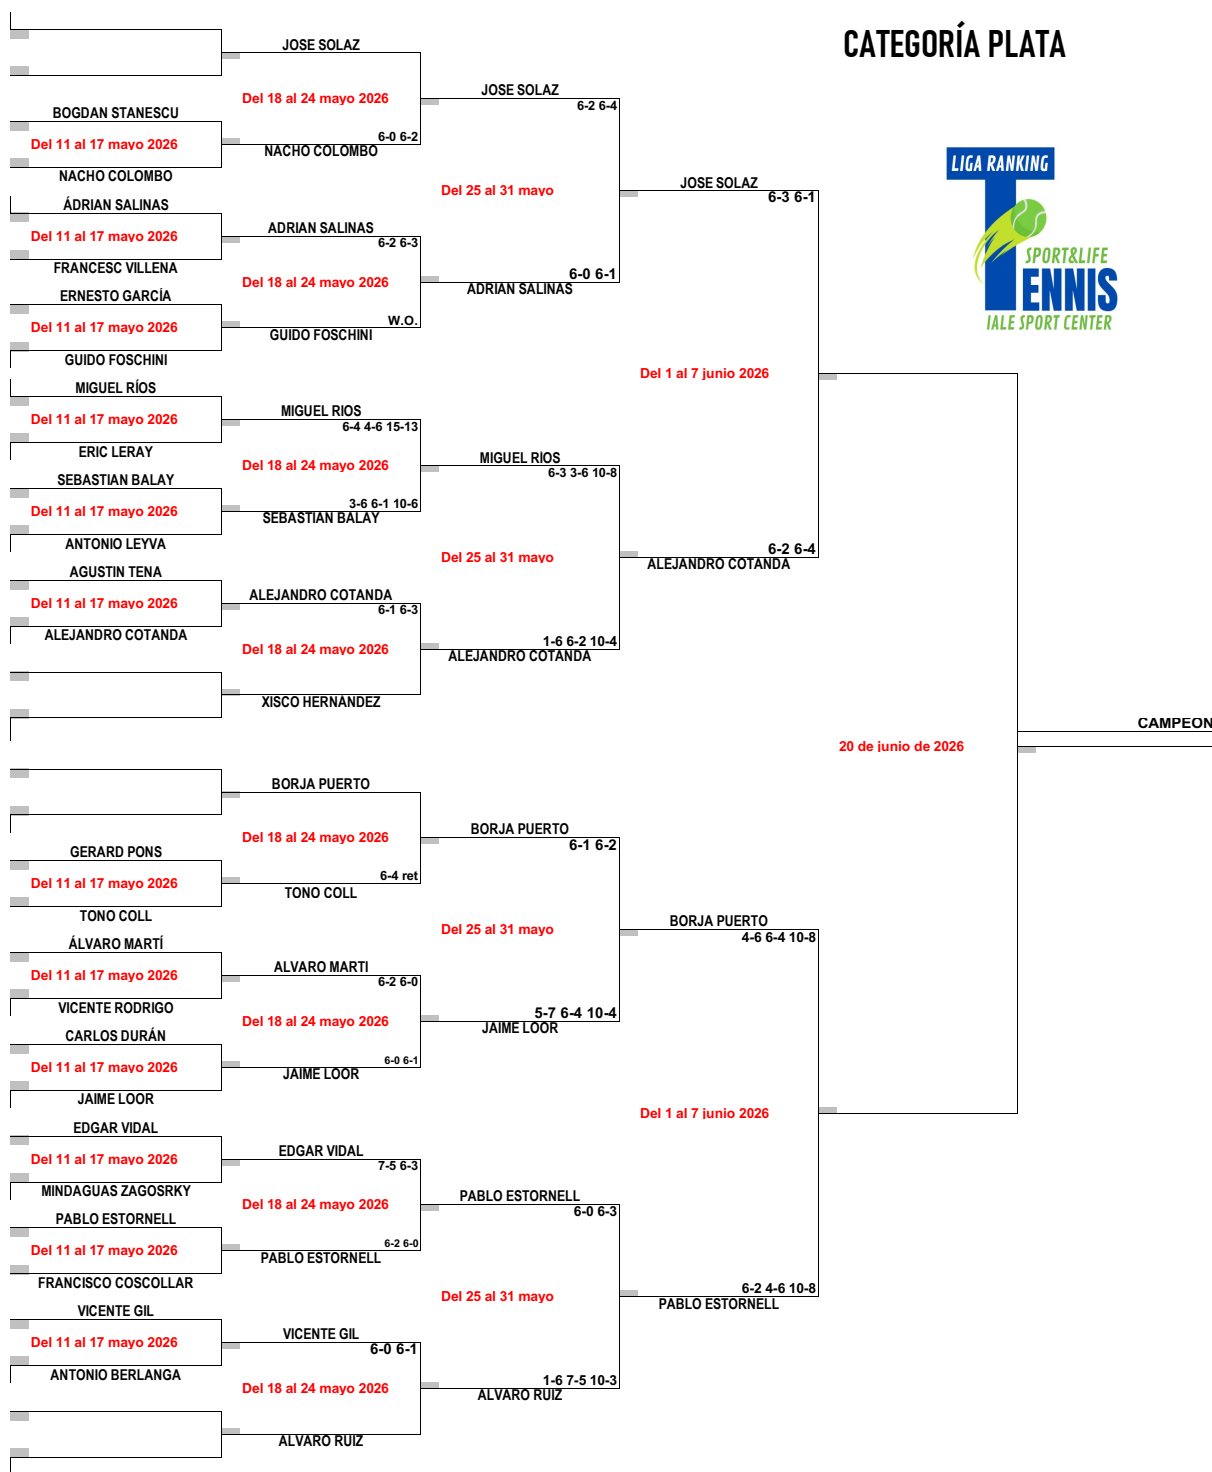 CATEGORÍA PLATA
LIGA RANKING
SPORT&LIFE
TENNIS
IALE SPORT CENTER
JOSE SOLAZ
Del 18 al 24 mayo 2026
BOGDAN STANESCU
Del 11 al 17 mayo 2026
NACHO COLOMBO
6-0 6-2
NACHO COLOMBO
JOSE SOLAZ
6-2 6-4
ÁDRIAN SALINAS
Del 11 al 17 mayo 2026
FRANCESC VILLENA
ADRIAN SALINAS
6-2 6-3
Del 18 al 24 mayo 2026
ERNESTO GARCÍA
Del 11 al 17 mayo 2026
GUIDO FOSCHINI
W.O.
GUIDO FOSCHINI
Del 25 al 31 mayo
6-0 6-1
ADRIAN SALINAS
JOSE SOLAZ
6-3 6-1
MIGUEL RÍOS
Del 11 al 17 mayo 2026
ERIC LERAY
MIGUEL RIOS
6-4 4-6 15-13
Del 18 al 24 mayo 2026
SEBASTIAN BALAY
Del 11 al 17 mayo 2026
ANTONIO LEYVA
3-6 6-1 10-6
SEBASTIAN BALAY
MIGUEL RIOS
6-3 3-6 10-8
Del 1 al 7 junio 2026
AGUSTIN TENA
Del 11 al 17 mayo 2026
ALEJANDRO COTANDA
ALEJANDRO COTANDA
6-1 6-3
Del 18 al 24 mayo 2026
XISCO HERNÁNDEZ
Del 25 al 31 mayo
1-6 6-2 10-4
ALEJANDRO COTANDA
6-2 6-4
ALEJANDRO COTANDA
CAMPEON
20 de junio de 2026
BORJA PUERTO
Del 18 al 24 mayo 2026
GERARD PONS
Del 11 al 17 mayo 2026
TONO COLL
6-4 ret
TONO COLL
BORJA PUERTO
6-1 6-2
ÁLVARO MARTÍ
Del 11 al 17 mayo 2026
VICENTE RODRIGO
ALVARO MARTI
6-2 6-0
Del 18 al 24 mayo 2026
CARLOS DURÁN
Del 11 al 17 mayo 2026
JAIME LOOR
6-0 6-1
JAIME LOOR
Del 25 al 31 mayo
5-7 6-4 10-4
JAIME LOOR
BORJA PUERTO
4-6 6-4 10-8
EDGAR VIDAL
Del 11 al 17 mayo 2026
MINDAGUAS ZAGOSRKY
EDGAR VIDAL
7-5 6-3
Del 18 al 24 mayo 2026
PABLO ESTORNELL
Del 11 al 17 mayo 2026
FRANCISCO COSCOLLAR
6-2 6-0
PABLO ESTORNELL
PABLO ESTORNELL
6-0 6-3
Del 1 al 7 junio 2026
VICENTE GIL
Del 11 al 17 mayo 2026
ANTONIO BERLANGA
VICENTE GIL
6-0 6-1
Del 18 al 24 mayo 2026
ALVARO RUIZ
Del 25 al 31 mayo
1-6 7-5 10-3
ALVARO RUIZ
6-2 4-6 10-8
PABLO ESTORNELL